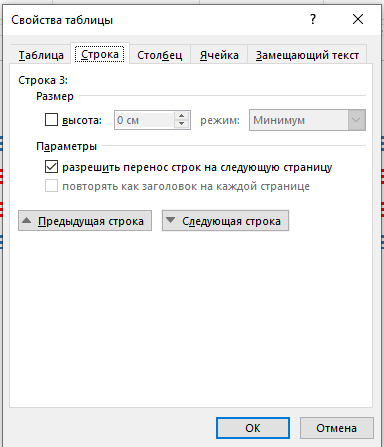 Свойства таблицы ? ×
Таблица Строка Столбец Ячейка Замещающий текст
Строка 3:
Размер
высота: 0 см режим: Минимум
Параметры
разрешить перенос строк на следующую страницу
повторять как заголовок на каждой странице
Предыдущая строка Следующая строка
ОК Отмена